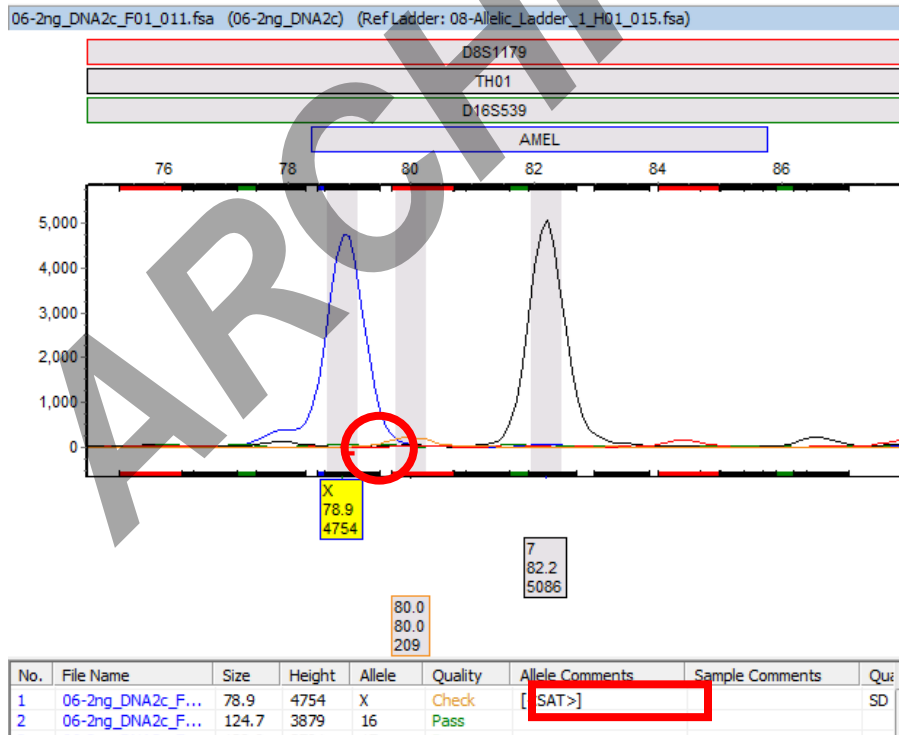 06-2ng_DNA2c_F01_011.fsa (06-2ng_DNA2c) (Ref Ladder: 08-Allelic_Ladder_1_H01_015.fsa)
D8S1179
TH01
D16S539
AMEL
76 78 80 82 84 86
5,000
4,000
3,000
2,000
1,000
0
X
78.9
4754
7
82.2
5086
80.0
80.0
209
No. File Name Size Height Allele Quality Allele Comments Sample Comments Qua
1 06-2ng_DNA2c_F... 78.9 4754 X Check [<SAT>] SD
2 06-2ng_DNA2c_F... 124.7 3879 16 Pass